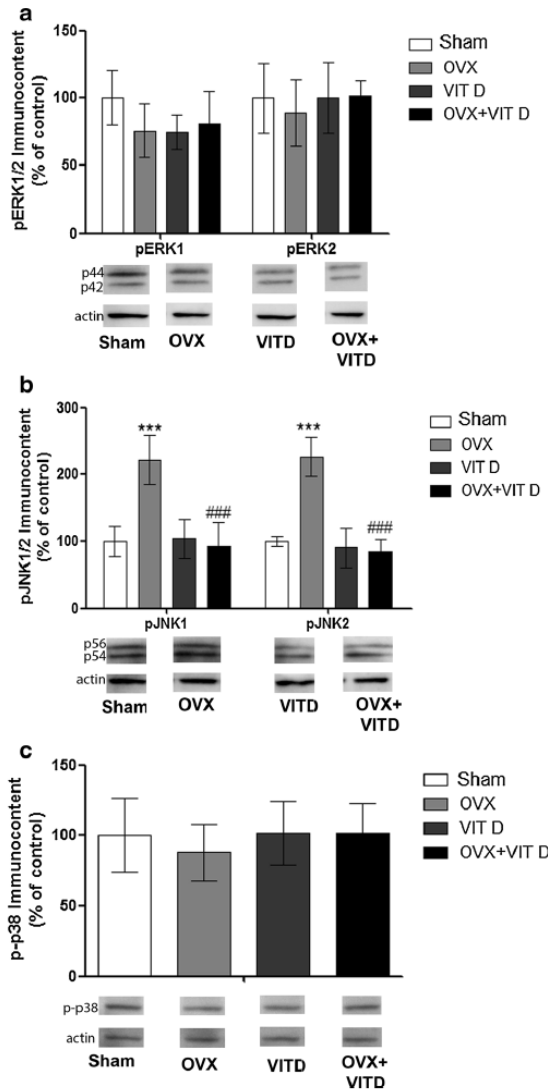 a
150
100
50
0
pERK1/2 Immunocontent
(% of control)
Sham
OVX
VIT D
OVX+VIT D
pERK1 pERK2
p44
p42
actin
Sham OVX VITD OVX+
VITD
b
300
200
100
0
pJNK1/2 Immunocontent
(% of control)
*** ***
### ###
Sham
OVX
VIT D
OVX+VIT D
pJNK1 pJNK2
p56
p54
actin
Sham OVX VITD OVX+
VITD
c
150
100
50
0
p-p38 Immunocontent
(% of control)
Sham
OVX
VIT D
OVX+VIT D
p-p38
actin
Sham OVX VITD OVX+
VITD